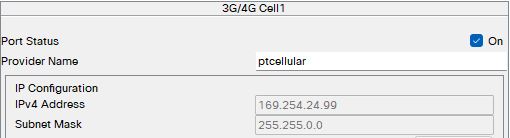 3G/4G Cell1
Port Status On
Provider Name ptcellular
IP Configuration
IPv4 Address 169.254.24.99
Subnet Mask 255.255.0.0